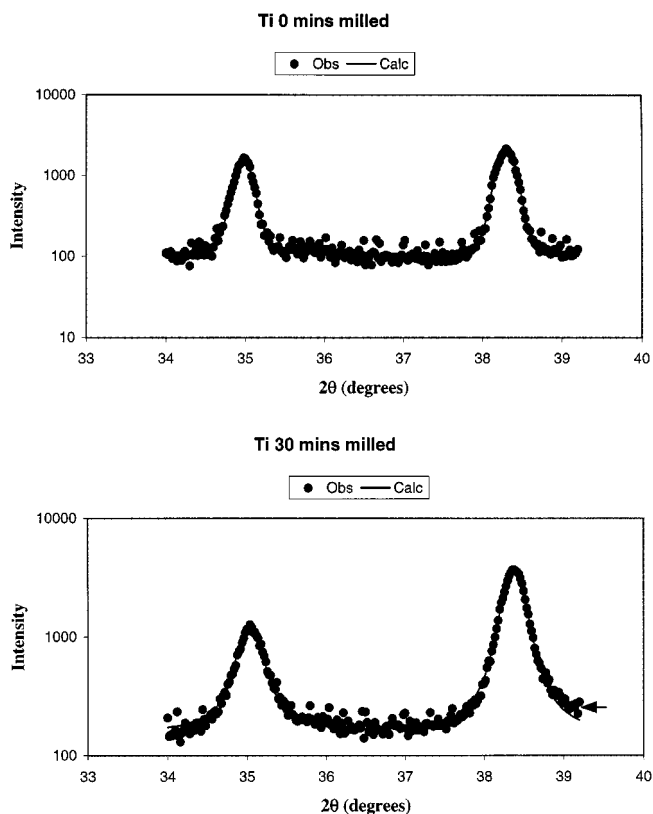 Ti 0 mins milled
Obs Calc
10000
1000
100
10
Intensity
33 34 35 36 37 38 39 40
2θ (degrees)
Ti 30 mins milled
Obs Calc
10000
1000
100
Intensity
33 34 35 36 37 38 39 40
2θ (degrees)